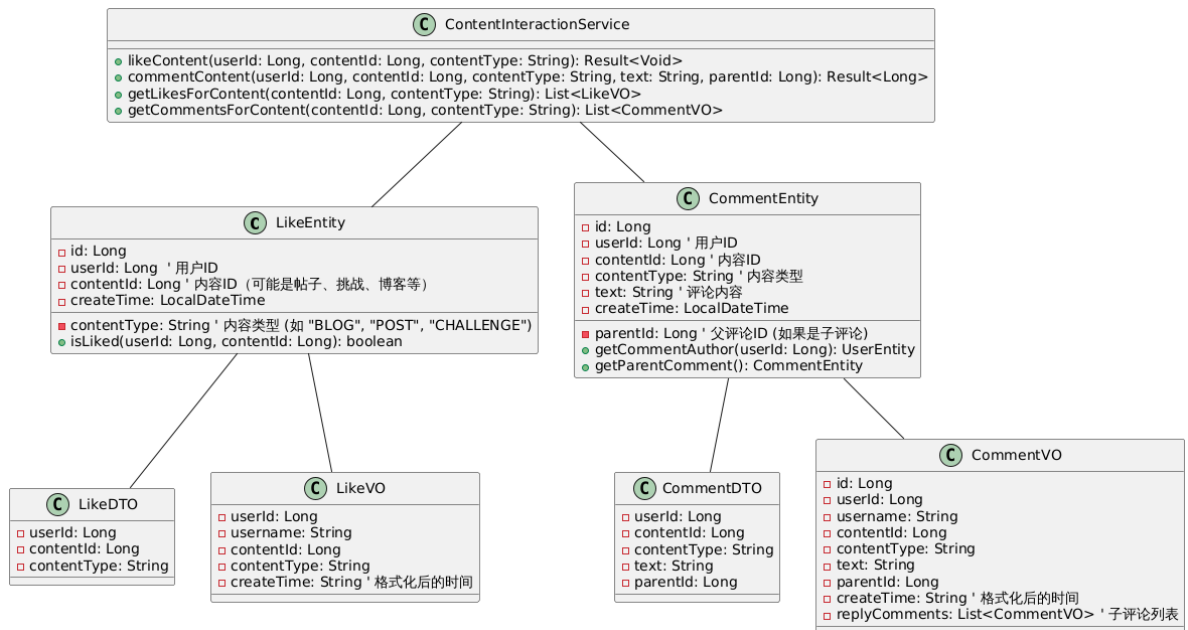 C ContentInteractionService
likeContent(userId: Long, contentId: Long, contentType: String): Result<Void>
commentContent(userId: Long, contentId: Long, contentType: String, text: String, parentId: Long): Result<Long>
getLikesForContent(contentId: Long, contentType: String): List<LikeVO>
getCommentsForContent(contentId: Long, contentType: String): List<CommentVO>
C LikeEntity
id: Long
userId: Long ' 用户ID
contentId: Long ' 内容ID（可能是帖子、挑战、博客等）
createTime: LocalDateTime
contentType: String ' 内容类型 (如 "BLOG", "POST", "CHALLENGE")
isLiked(userId: Long, contentId: Long): boolean
C CommentEntity
id: Long
userId: Long ' 用户ID
contentId: Long ' 内容ID
contentType: String ' 内容类型
text: String ' 评论内容
createTime: LocalDateTime
parentId: Long ' 父评论ID (如果是子评论)
getCommentAuthor(userId: Long): UserEntity
getParentComment(): CommentEntity
C LikeDTO
userId: Long
contentId: Long
contentType: String
C LikeVO
userId: Long
username: String
contentId: Long
contentType: String
createTime: String ' 格式化后的时间
C CommentDTO
userId: Long
contentId: Long
contentType: String
text: String
parentId: Long
C CommentVO
id: Long
userId: Long
username: String
contentId: Long
contentType: String
text: String
parentId: Long
createTime: String ' 格式化后的时间
replyComments: List<CommentVO> ' 子评论列表